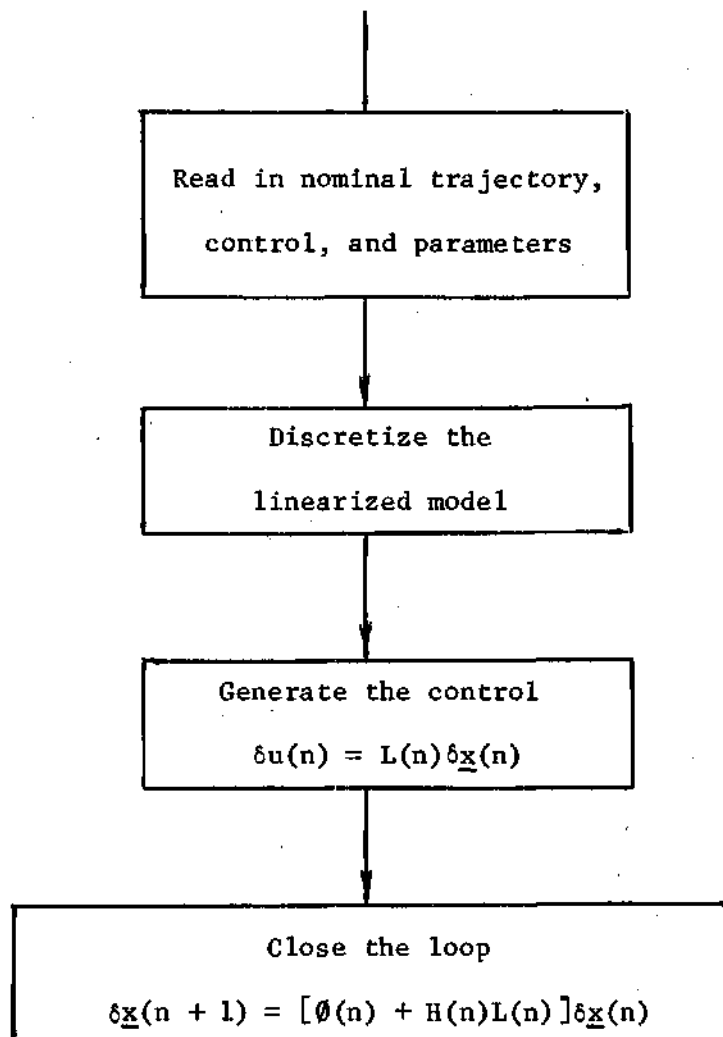 Read in nominal trajectory,
control, and parameters
Discretize the
linearized model
Generate the control
δu(n) = L(n)δx̲(n)
Close the loop
δx̲(n + 1) = [Ø(n) + H(n)L(n)]δx̲(n)